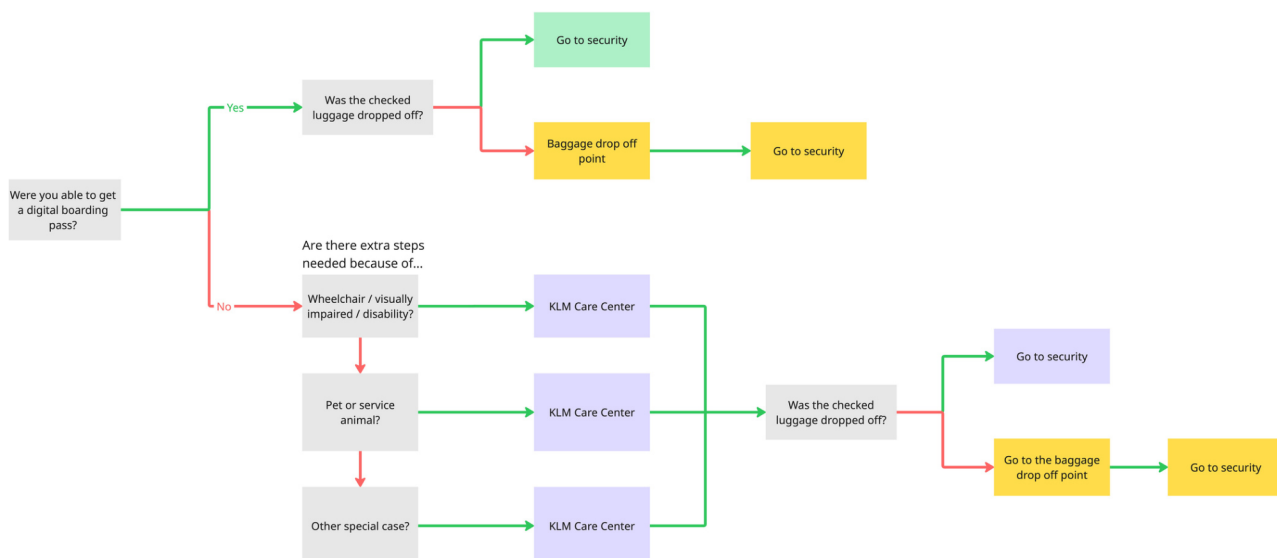 Go to security
Was the checked
luggage dropped off?
Yes
Baggage drop off
point
Go to security
Were you able to get
a digital boarding
pass?
Are there extra steps
needed because of...
No
Wheelchair / visually
impaired / disability?
KLM Care Center
Go to security
Pet or service
animal?
KLM Care Center
Was the checked
luggage dropped off?
Go to the baggage
drop off point
Go to security
Other special case?
KLM Care Center